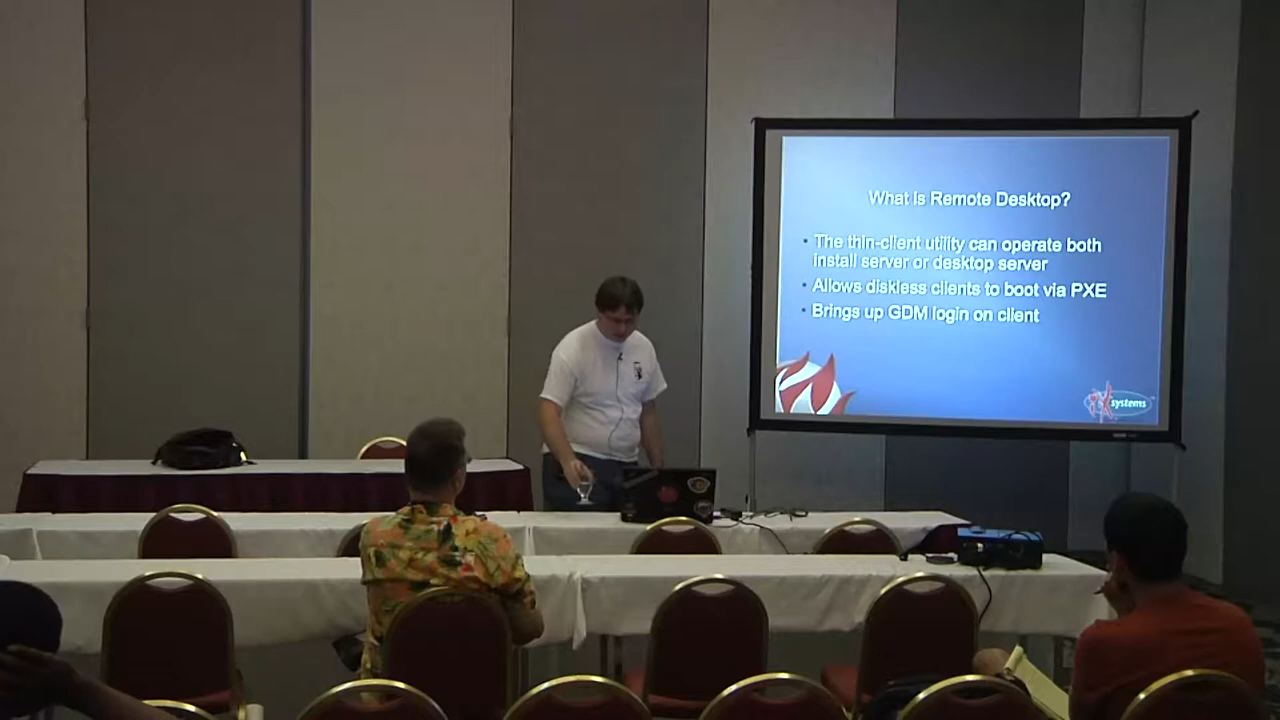 What is Remote Desktop?
• The thin-client utility can operate both
install server or desktop server
• Allows diskless clients to boot via PXE
• Brings up GDM login on client
iX systems